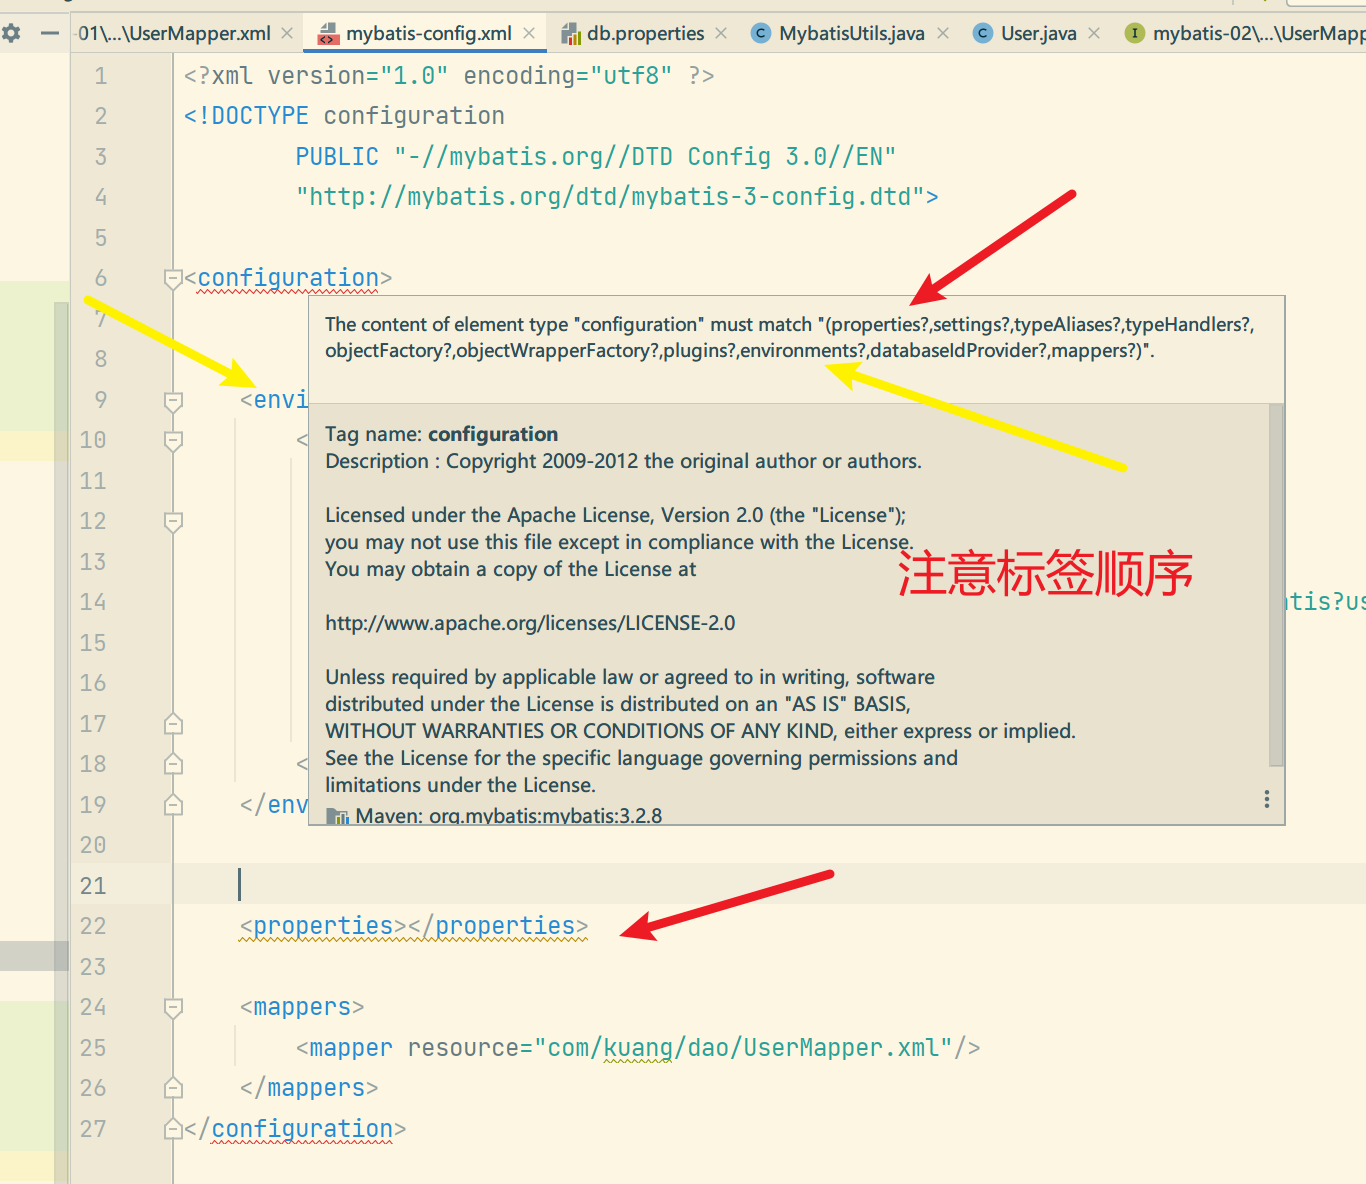 -01\...\UserMapper.xml
mybatis-config.xml
db.properties
MybatisUtils.java
User.java
mybatis-02\...\UserMapp
1 <?xml version="1.0" encoding="utf8" ?>
2 <!DOCTYPE configuration
3 PUBLIC "-//mybatis.org//DTD Config 3.0//EN"
4 "http://mybatis.org/dtd/mybatis-3-config.dtd">
5
6 <configuration>
The content of element type "configuration" must match "(properties?,settings?,typeAliases?,typeHandlers?,
objectFactory?,objectWrapperFactory?,plugins?,environments?,databaseIdProvider?,mappers?)".
Tag name: configuration
Description : Copyright 2009-2012 the original author or authors.
Licensed under the Apache License, Version 2.0 (the "License");
you may not use this file except in compliance with the License.
You may obtain a copy of the License at
http://www.apache.org/licenses/LICENSE-2.0
Unless required by applicable law or agreed to in writing, software
distributed under the License is distributed on an "AS IS" BASIS,
WITHOUT WARRANTIES OR CONDITIONS OF ANY KIND, either express or implied.
See the License for the specific language governing permissions and
limitations under the License.
Maven: org.mybatis:mybatis:3.2.8
注意标签顺序
7
8
9 <envi
10 <
11
12
13
14 tis?us
15
16
17
18 <
19 </env
20
21
22 <properties></properties>
23
24 <mappers>
25 <mapper resource="com/kuang/dao/UserMapper.xml"/>
26 </mappers>
27 </configuration>